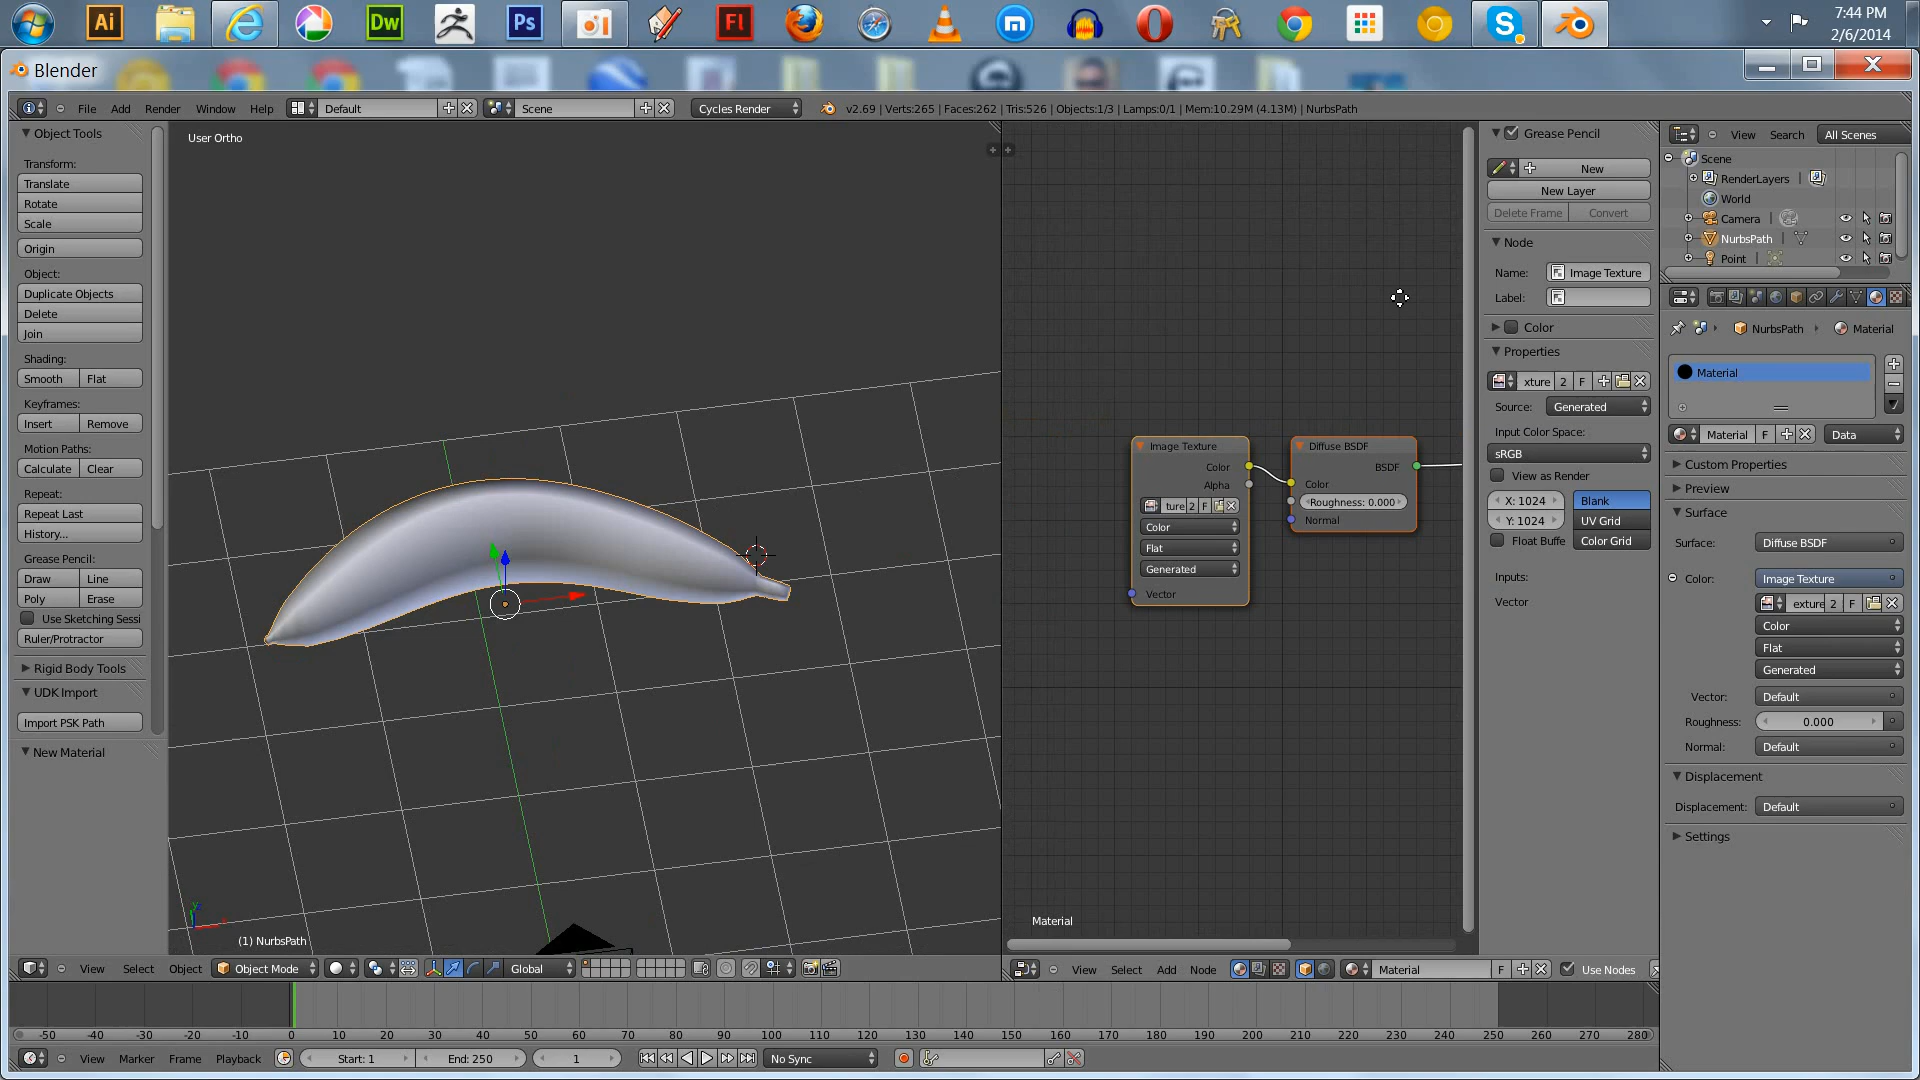 Ai
Dw
Ps
Fl
7:44 PM
2/6/2014
Blender
File Add Render Window Help
Default
Scene
Cycles Render
v2.69 | Verts:265 | Faces:262 | Tris:526 | Objects:1/3 | Lamps:0/1 | Mem:10.29M (4.13M) | NurbsPath
Object Tools
Transform:
Translate
Rotate
Scale
Origin
Object:
Duplicate Objects
Delete
Join
Shading:
Smooth Flat
Keyframes:
Insert Remove
Motion Paths:
Calculate Clear
Repeat:
Repeat Last
History...
Grease Pencil:
Draw Line
Poly Erase
Use Sketching Sessi
Ruler/Protractor
Rigid Body Tools
UDK Import
Import PSK Path
New Material
User Ortho
(1) NurbsPath
View Select Object Object Mode Global
Image Texture
Color
Alpha
ture 2 F
Color
Flat
Generated
Vector
Diffuse BSDF
BSDF
Color
Roughness: 0.000
Normal
Material
View Select Add Node Material F Use Nodes
Grease Pencil
New
New Layer
Delete Frame Convert
Node
Name: Image Texture
Label:
Color
Properties
xture 2 F
Source: Generated
Input Color Space:
sRGB
View as Render
X: 1024 Blank
Y: 1024 UV Grid
Float Buffe Color Grid
Inputs:
Vector
View Search All Scenes
Scene
RenderLayers
World
Camera
NurbsPath
Point
NurbsPath Material
Material
Material F Data
Custom Properties
Preview
Surface
Surface: Diffuse BSDF
Color: Image Texture
exture 2 F
Color
Flat
Generated
Vector: Default
Roughness: 0.000
Normal: Default
Displacement
Displacement: Default
Settings
-50 -40 -30 -20 -10 0 10 20 30 40 50 60 70 80 90 100 110 120 130 140 150 160 170 180 190 200 210 220 230 240 250 260 270 280
View Marker Frame Playback Start: 1 End: 250 1 No Sync